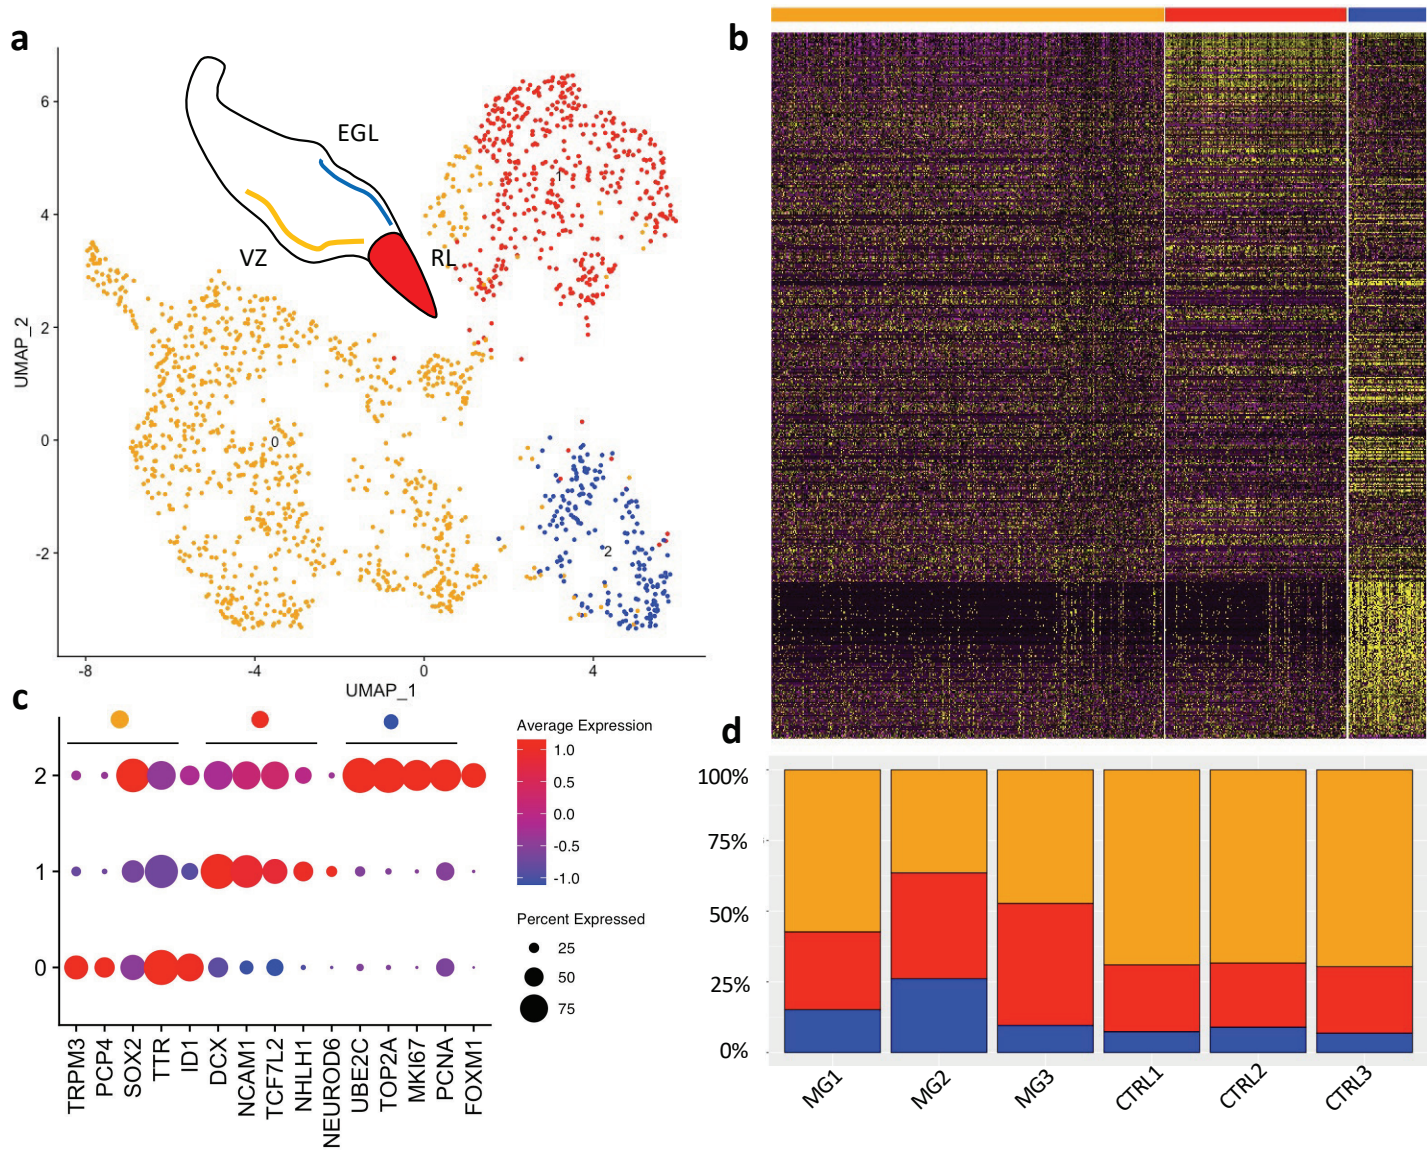 a
b
EGL
VZ
RL
UMAP_2
6
4
2
0
-2
1
0
2
-8
-4
0
4
UMAP_1
c
2
1
0
TRPM3
PCP4
SOX2
TTR
ID1
DCX
NCAM1
TCF7L2
NHLH1
NEUROD6
UBE2C
TOP2A
MKI67
PCNA
FOXM1
Average Expression
1.0
0.5
0.0
-0.5
-1.0
Percent Expressed
25
50
75
d
100%
75%
50%
25%
0%
MG1
MG2
MG3
CTRL1
CTRL2
CTRL3